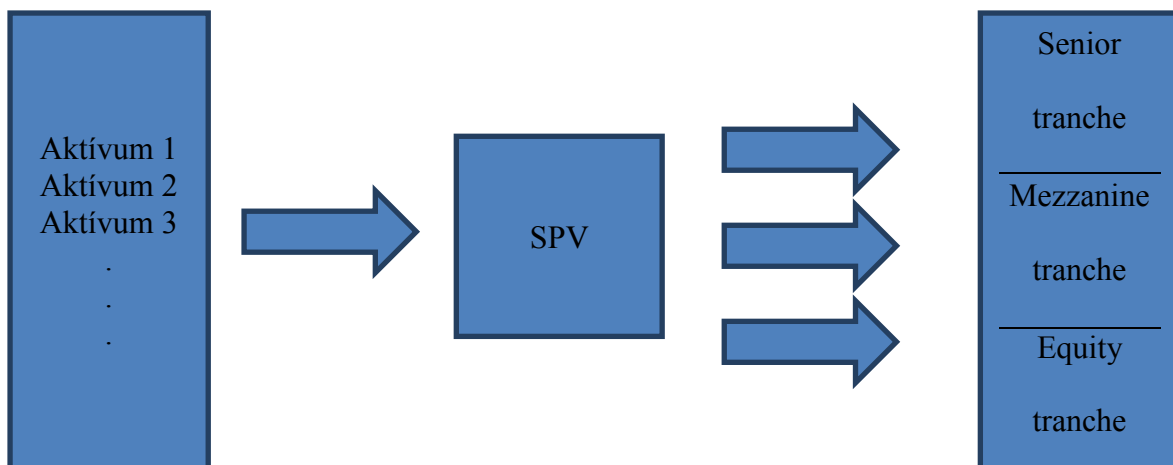 Aktívum 1
Aktívum 2
Aktívum 3
.
.
.
SPV
Senior
tranche
Mezzanine
tranche
Equity
tranche